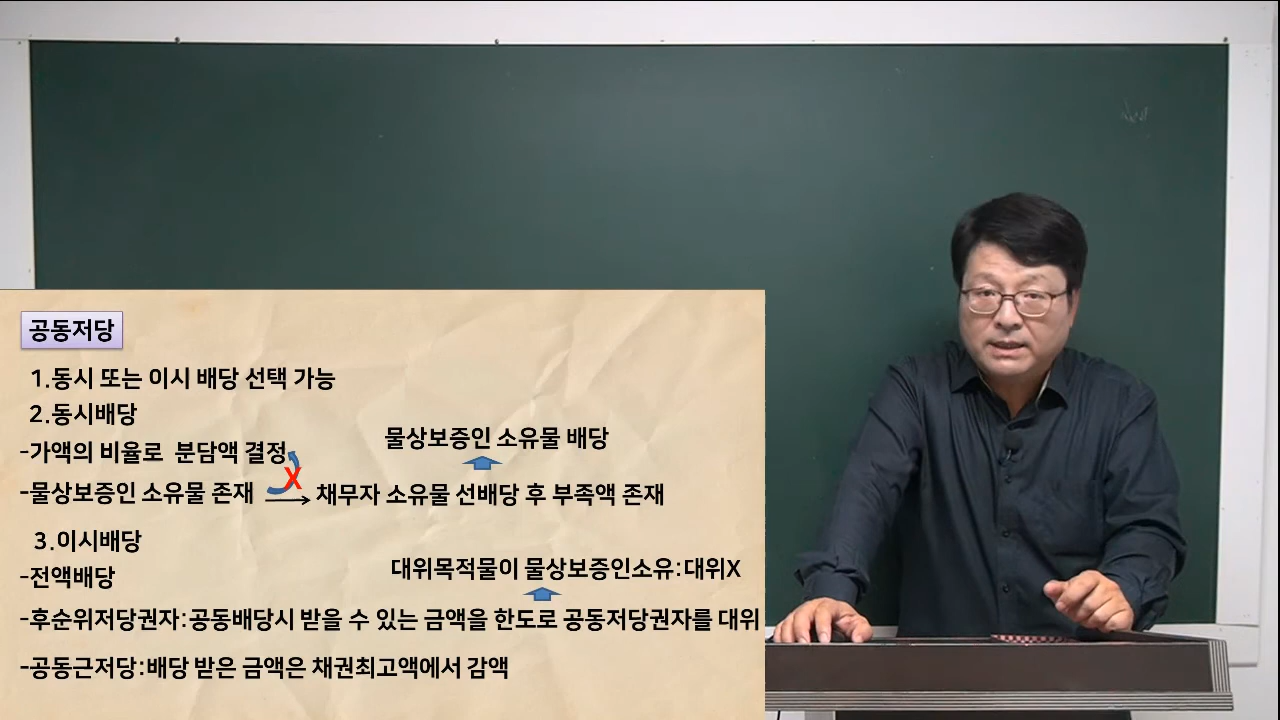 공동저당
1.동시 또는 이시 배당 선택 가능
2.동시배당
물상보증인 소유물 배당
-가액의 비율로 분담액 결정
X
-물상보증인 소유물 존재 → 채무자 소유물 선배당 후 부족액 존재
3.이시배당
대위목적물이 물상보증인소유:대위X
-전액배당
-후순위저당권자:공동배당시 받을 수 있는 금액을 한도로 공동저당권자를 대위
-공동근저당:배당 받은 금액은 채권최고액에서 감액